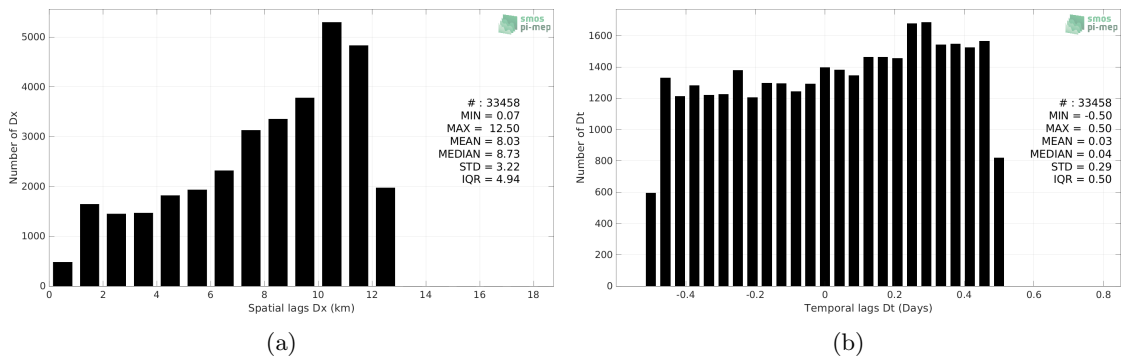 smos
pi-mep
5000
4000
3000
2000
1000
0
Number of Dx
# : 33458
MIN = 0.07
MAX = 12.50
MEAN = 8.03
MEDIAN = 8.73
STD = 3.22
IQR = 4.94
0 2 4 6 8 10 12 14 16 18
Spatial lags Dx (km)
(a)
smos
pi-mep
1600
1400
1200
1000
800
600
400
200
0
Number of Dt
# : 33458
MIN = -0.50
MAX = 0.50
MEAN = 0.03
MEDIAN = 0.04
STD = 0.29
IQR = 0.50
-0.4 -0.2 0 0.2 0.4 0.6 0.8
Temporal lags Dt (Days)
(b)